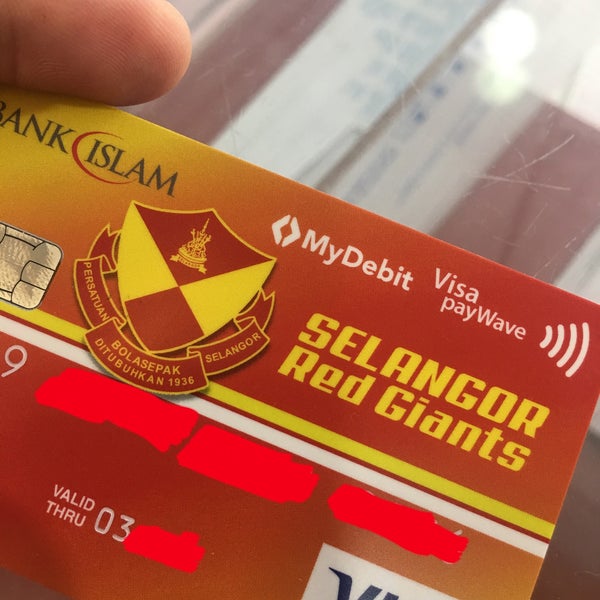 BANK ISLAM
MyDebit
Visa
payWave
PERSATUAN
BOLASEPAK
SELANGOR
DITUBUHKAN 1936
SELANGOR
Red Giants
9
VALID
THRU 03